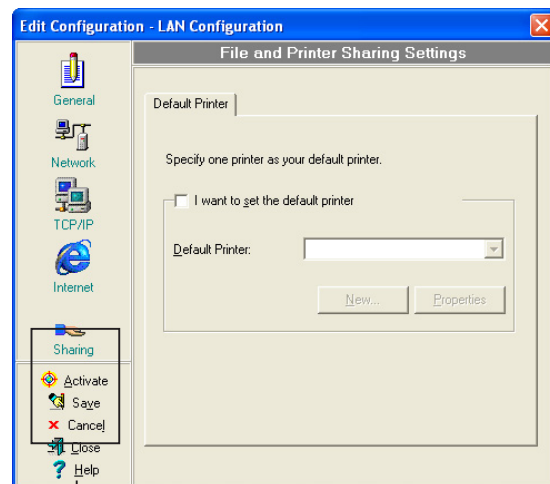 Edit Configuration - LAN Configuration
File and Printer Sharing Settings
General
Network
TCP/IP
Internet
Sharing
Activate
Save
Cancel
Close
Help
Default Printer
Specify one printer as your default printer.
I want to set the default printer
Default Printer:
New...
Properties